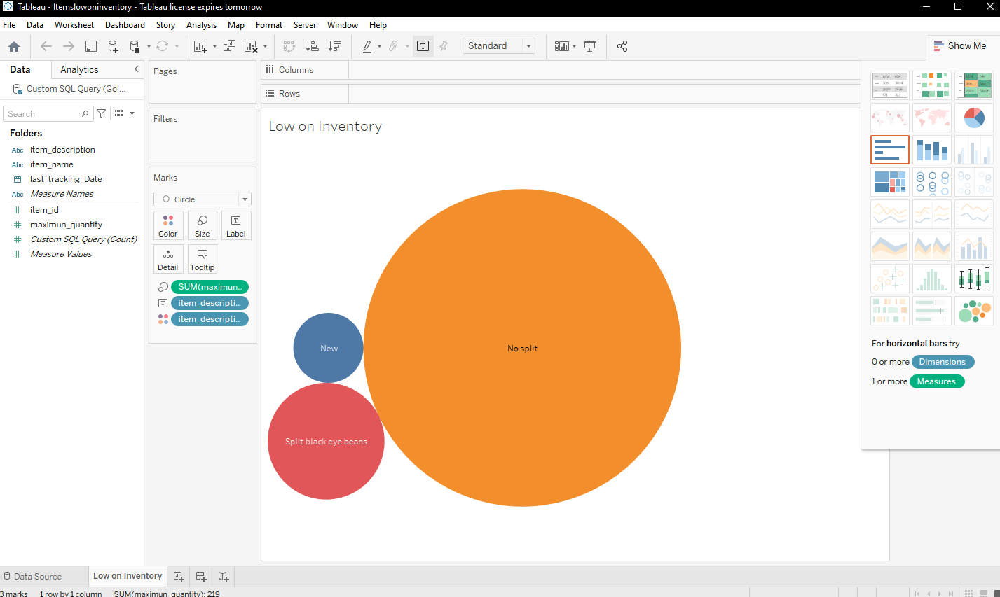 Tableau - Itemslowoninventory - Tableau license expires tomorrow
File Data Worksheet Dashboard Story Analysis Map Format Server Window Help
Standard
Show Me
Data Analytics
Custom SQL Query (Gol...
Search
Folders
Abc item_description
Abc item_name
last_tracking_Date
Abc Measure Names
# item_id
# maximun_quantity
# Custom SQL Query (Count)
# Measure Values
Pages
Filters
Marks
Circle
Color Size Label
Detail Tooltip
SUM(maximun..
item_descripti..
item_descripti..
Columns
Rows
Low on Inventory
New
No split
Split black eye beans
For horizontal bars try
0 or more Dimensions
1 or more Measures
Data Source Low on Inventory
3 marks 1 row by 1 column SUM(maximun_quantity): 219